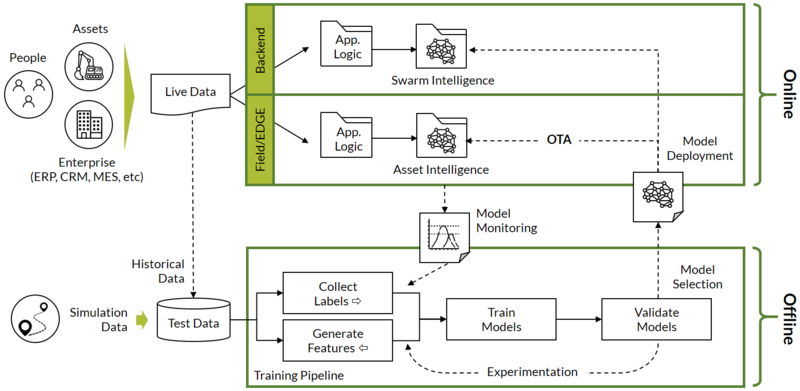 Assets
People
Enterprise
(ERP, CRM, MES, etc)
Live Data
Backend
App.
Logic
Swarm Intelligence
Field/EDGE
App.
Logic
Asset Intelligence
OTA
Model
Deployment
Online
Model
Monitoring
Historical
Data
Simulation
Data
Test Data
Collect
Labels ⇨
Generate
Features ⇦
Training Pipeline
Train
Models
Validate
Models
Experimentation
Model
Selection
Offline